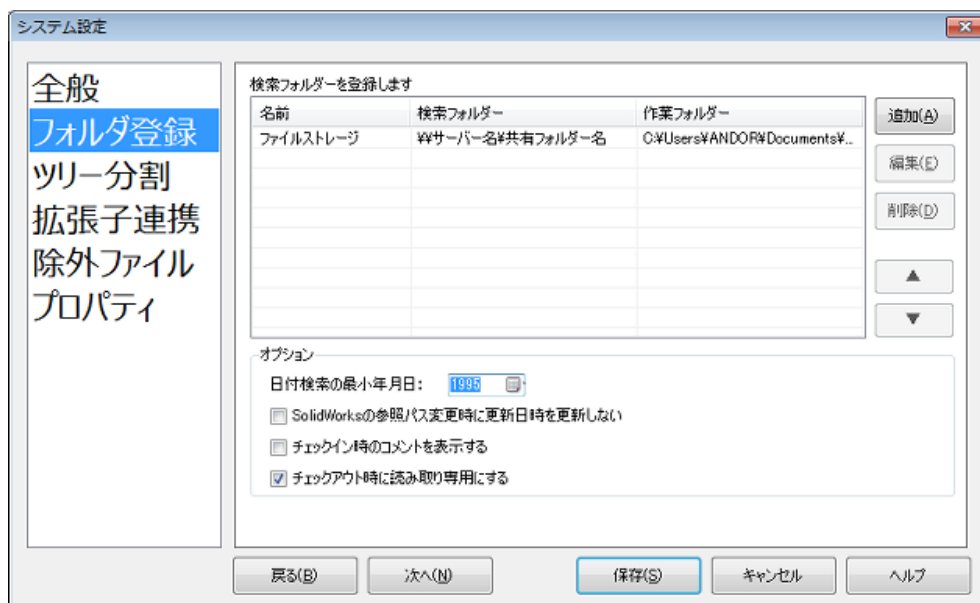 システム設定
全般
フォルダ登録
ツリー分割
拡張子連携
除外ファイル
プロパティ
検索フォルダーを登録します
名前 検索フォルダー 作業フォルダー
ファイルストレージ ¥¥サーバー名¥共有フォルダー名 C:¥Users¥ANDOR¥Documents¥...
追加(A)
編集(E)
削除(D)
▲
▼
オプション
日付検索の最小年月日: 1995
SolidWorksの参照パス変更時に更新日時を更新しない
チェックイン時のコメントを表示する
チェックアウト時に読み取り専用にする
戻る(B) 次へ(N) 保存(S) キャンセル ヘルプ